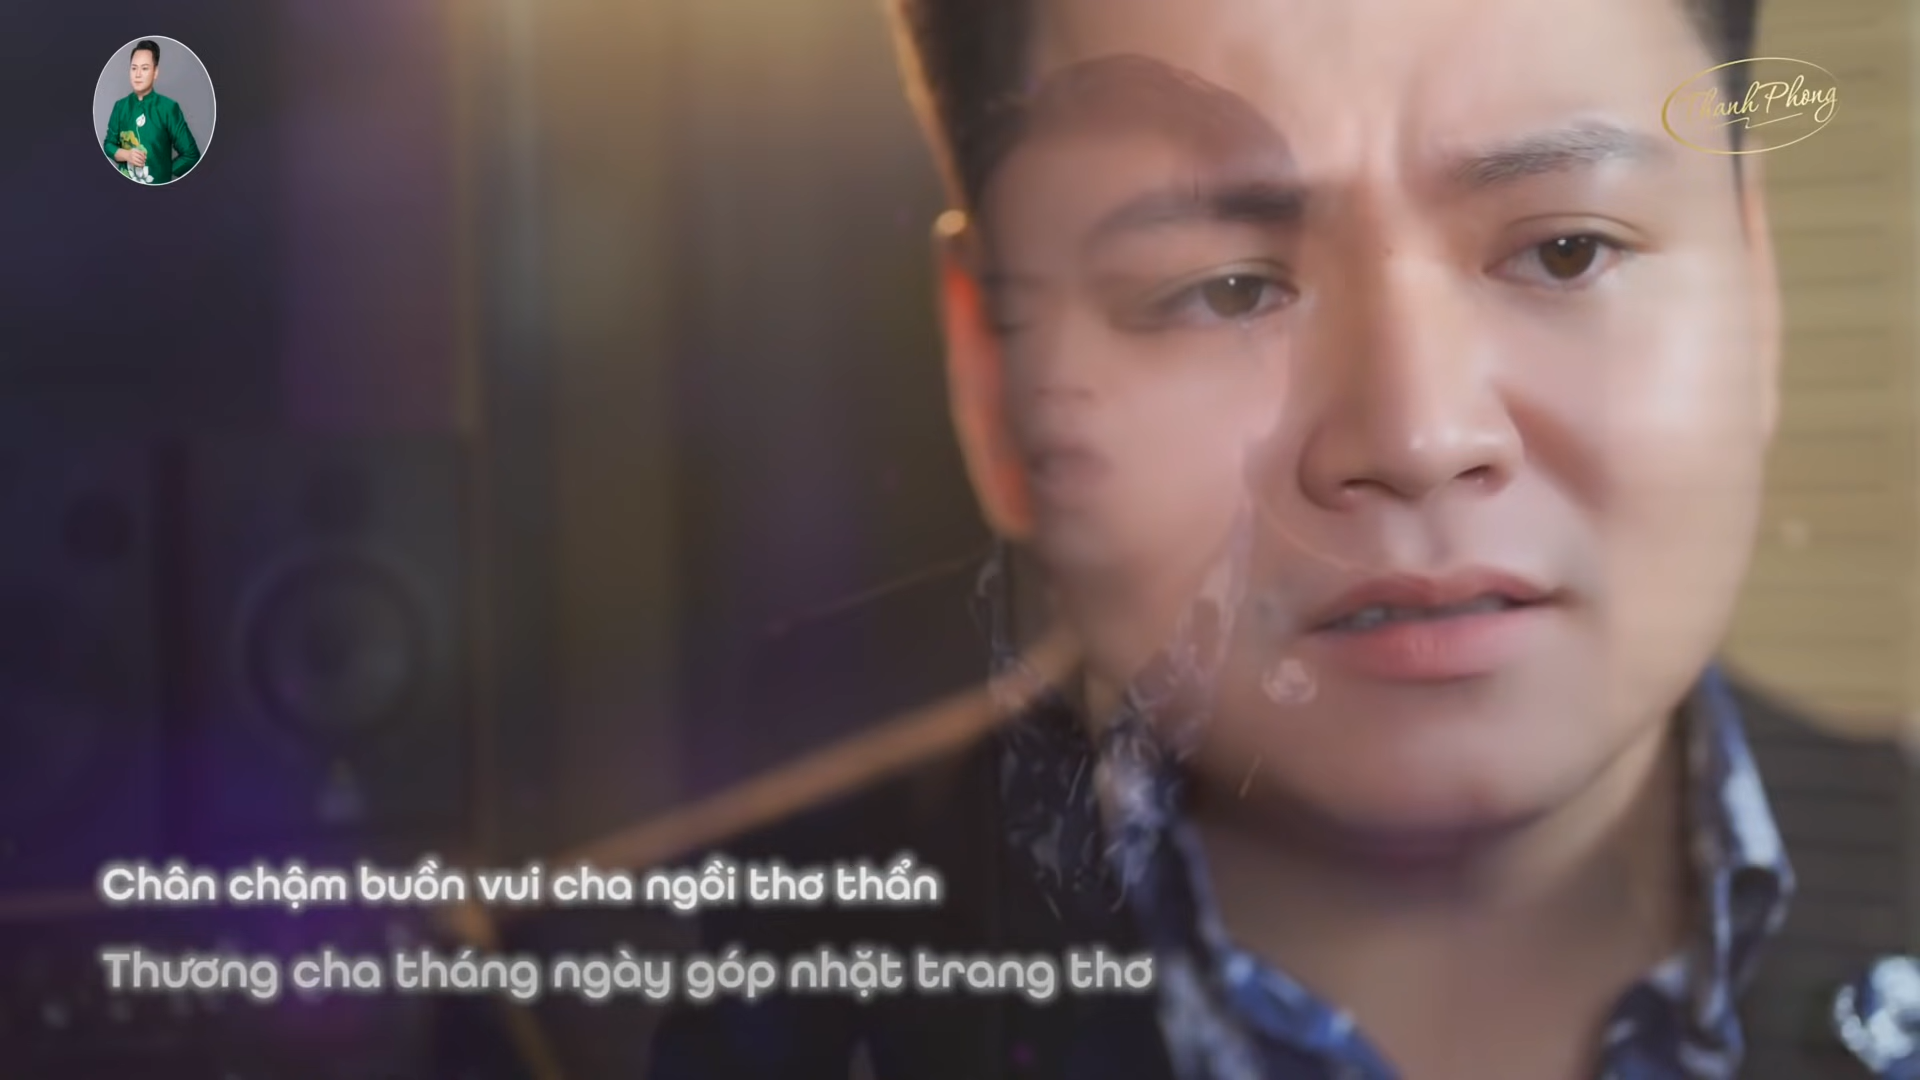 Thanh Phong
Chân chậm buồn vui cha ngồi thơ thẩn
Thương cha tháng ngày góp nhặt trang thơ